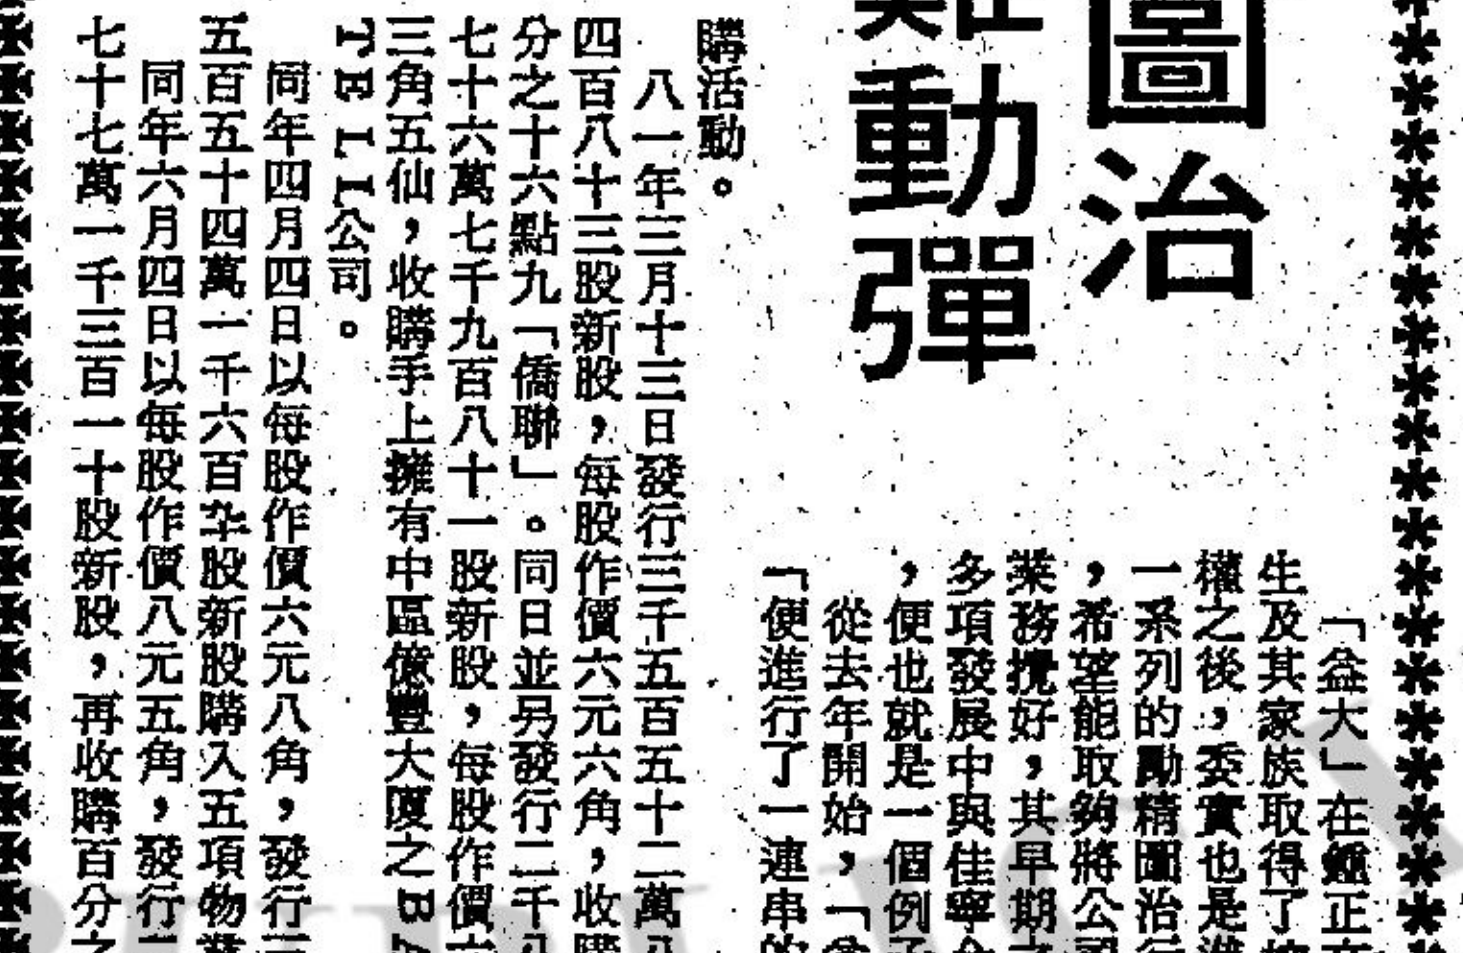 圖治
難動彈
「益大」在鍾正
生及其家族取得了
權之後，委實也是
一系列的勵精圖治
，希望能取夠將公司
業務攪好，其早期
多項發展中與佳寧
，便也就是一個例子
從去年開始，「益
「便進行了一連串的
購活動。
八一年三月十三日發行三千五百五十二萬八
四百八十三股新股，每股作價六元六角，收購
分之十六點九「僑聯」。同日並另發行二千八
七十六萬七千九百八十一股新股，每股作價六
三角五仙，收購手上擁有中區億豐大廈之BA
TELL公司。
同年四月四日以每股作價六元八角，發行三
五百五十四萬一千六百股新股購入五項物業
同年六月四日以每股作價八元五角，發行
七十七萬一千三百一十股新股，再收購百分之